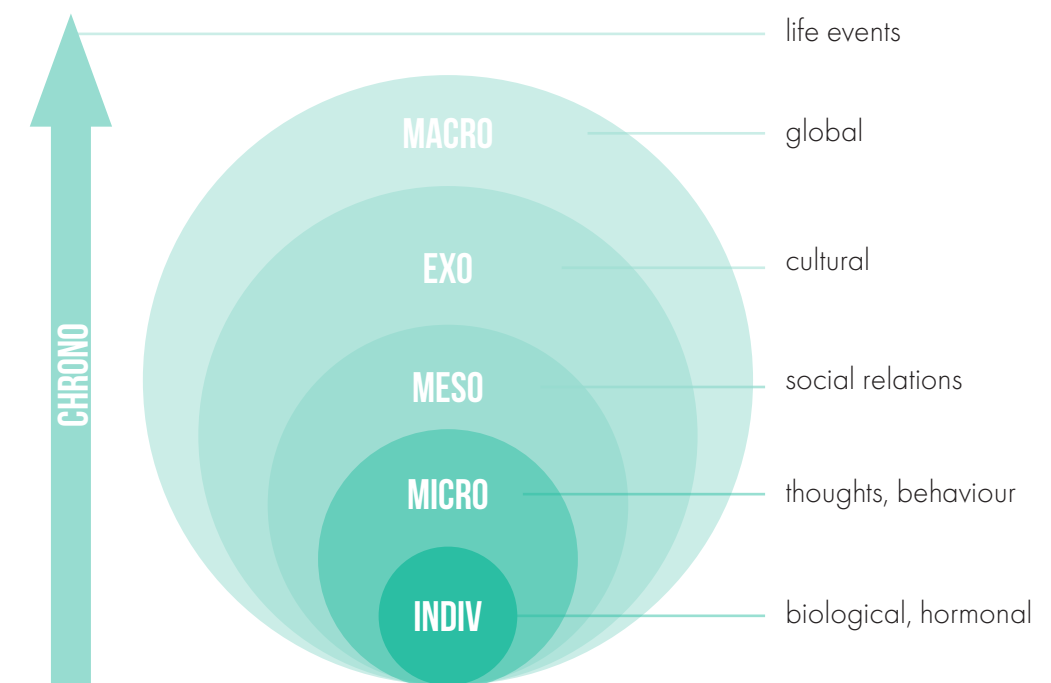 life events
MACRO
global
EXO
cultural
CHRONO
MESO
social relations
MICRO
thoughts, behaviour
INDIV
biological, hormonal